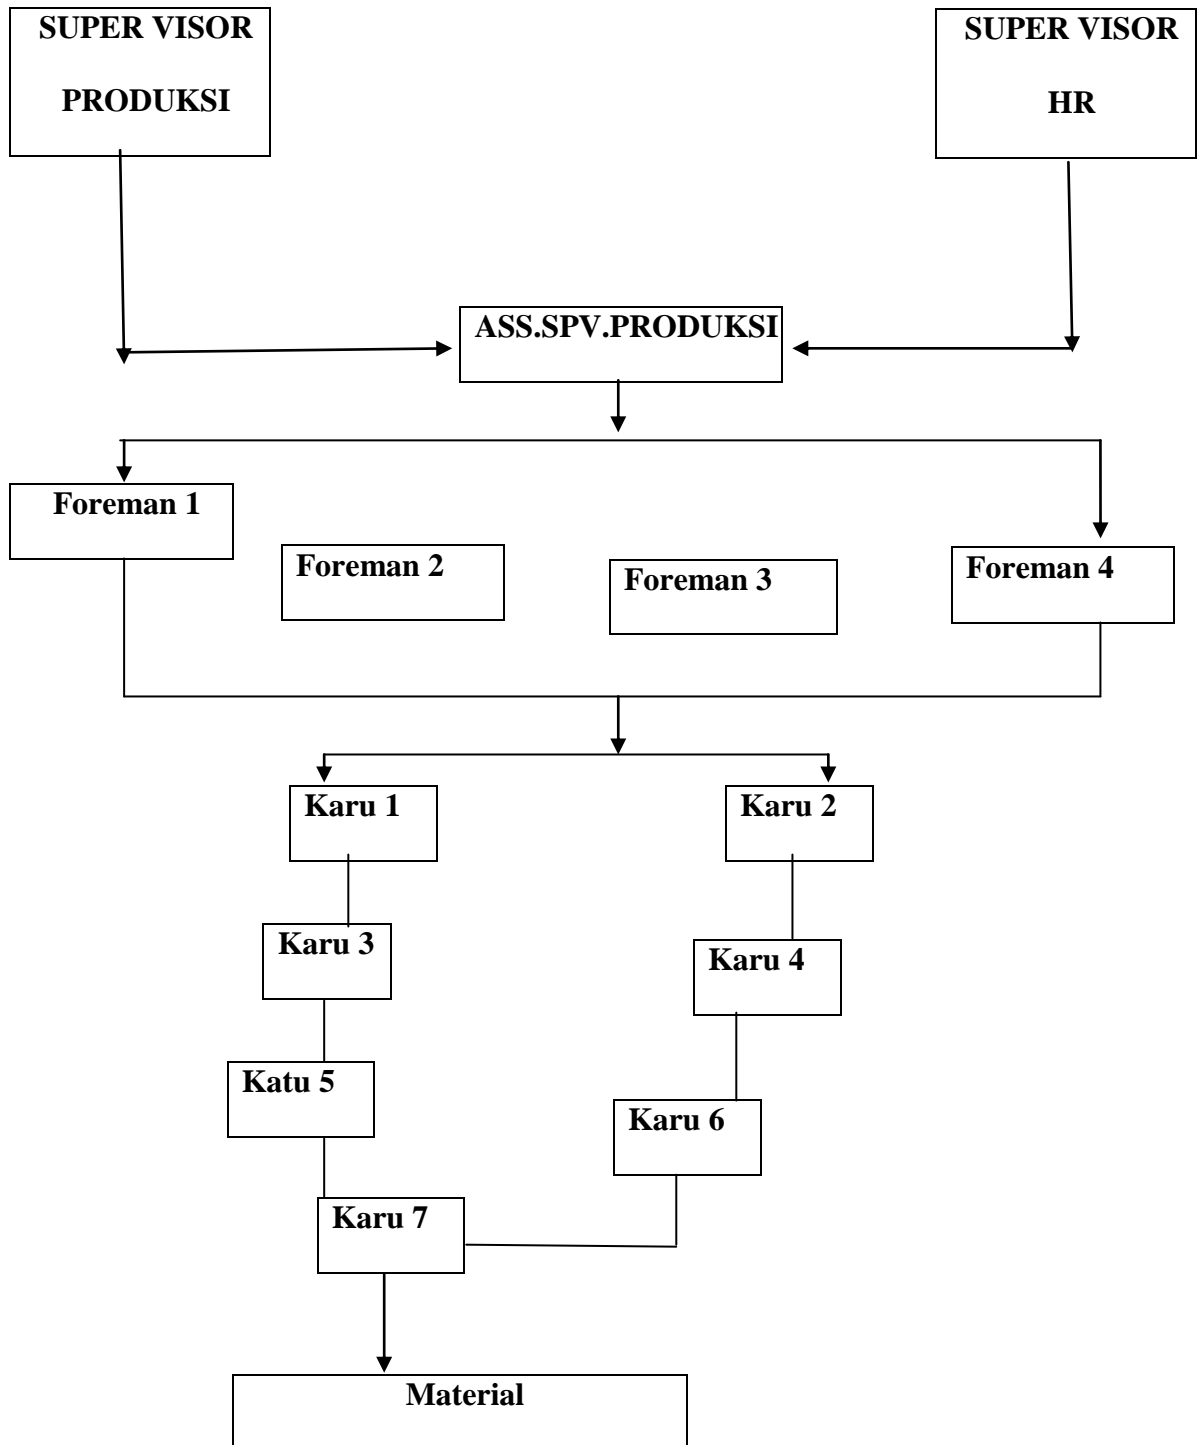 SUPER VISOR
PRODUKSI
SUPER VISOR
HR
ASS.SPV.PRODUKSI
Foreman 1
Foreman 2
Foreman 3
Foreman 4
Karu 1
Karu 2
Karu 3
Karu 4
Katu 5
Karu 6
Karu 7
Material